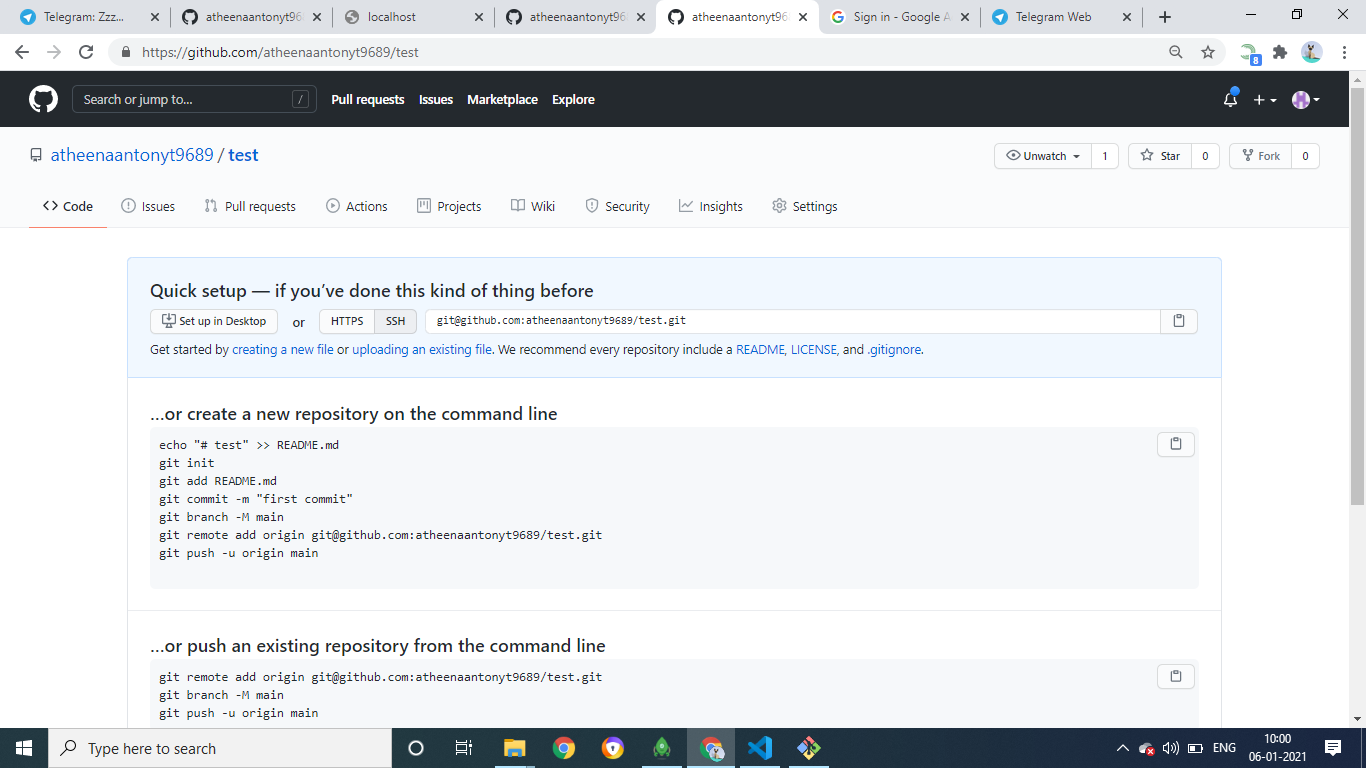 Telegram: Zzz...
atheenaantonyt96
localhost
atheenaantonyt96
atheenaantonyt96
Sign in - Google A
Telegram Web
https://github.com/atheenaantonyt9689/test
8
Search or jump to...
/
Pull requests
Issues
Marketplace
Explore
atheenaantonyt9689 / test
Unwatch
1
Star
0
Fork
0
Code
Issues
Pull requests
Actions
Projects
Wiki
Security
Insights
Settings
Quick setup — if you’ve done this kind of thing before
Set up in Desktop
or
HTTPS
SSH
git@github.com:atheenaantonyt9689/test.git
Get started by creating a new file or uploading an existing file. We recommend every repository include a README, LICENSE, and .gitignore.
…or create a new repository on the command line
echo "# test" >> README.md
git init
git add README.md
git commit -m "first commit"
git branch -M main
git remote add origin git@github.com:atheenaantonyt9689/test.git
git push -u origin main
…or push an existing repository from the command line
git remote add origin git@github.com:atheenaantonyt9689/test.git
git branch -M main
git push -u origin main
Type here to search
ENG
10:00
06-01-2021